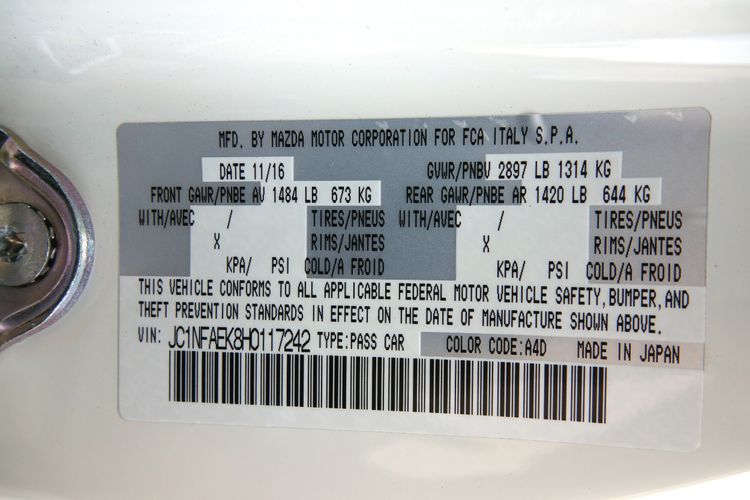 MFD. BY MAZDA MOTOR CORPORATION FOR FCA ITALY S.P.A.
DATE 11/16 GVWR/PNBV 2897 LB 1314 KG
FRONT GAWR/PNBE AV 1484 LB 673 KG REAR GAWR/PNBE AR 1420 LB 644 KG
WITH/AVEC / TIRES/PNEUS WITH/AVEC / TIRES/PNEUS
X RIMS/JANTES X RIMS/JANTES
KPA/ PSI COLD/A FROID KPA/ PSI COLD/A FROID
THIS VEHICLE CONFORMS TO ALL APPLICABLE FEDERAL MOTOR VEHICLE SAFETY, BUMPER, AND
THEFT PREVENTION STANDARDS IN EFFECT ON THE DATE OF MANUFACTURE SHOWN ABOVE.
VIN: JC1NFAEK8H0117242 TYPE:PASS CAR COLOR CODE:A4D MADE IN JAPAN